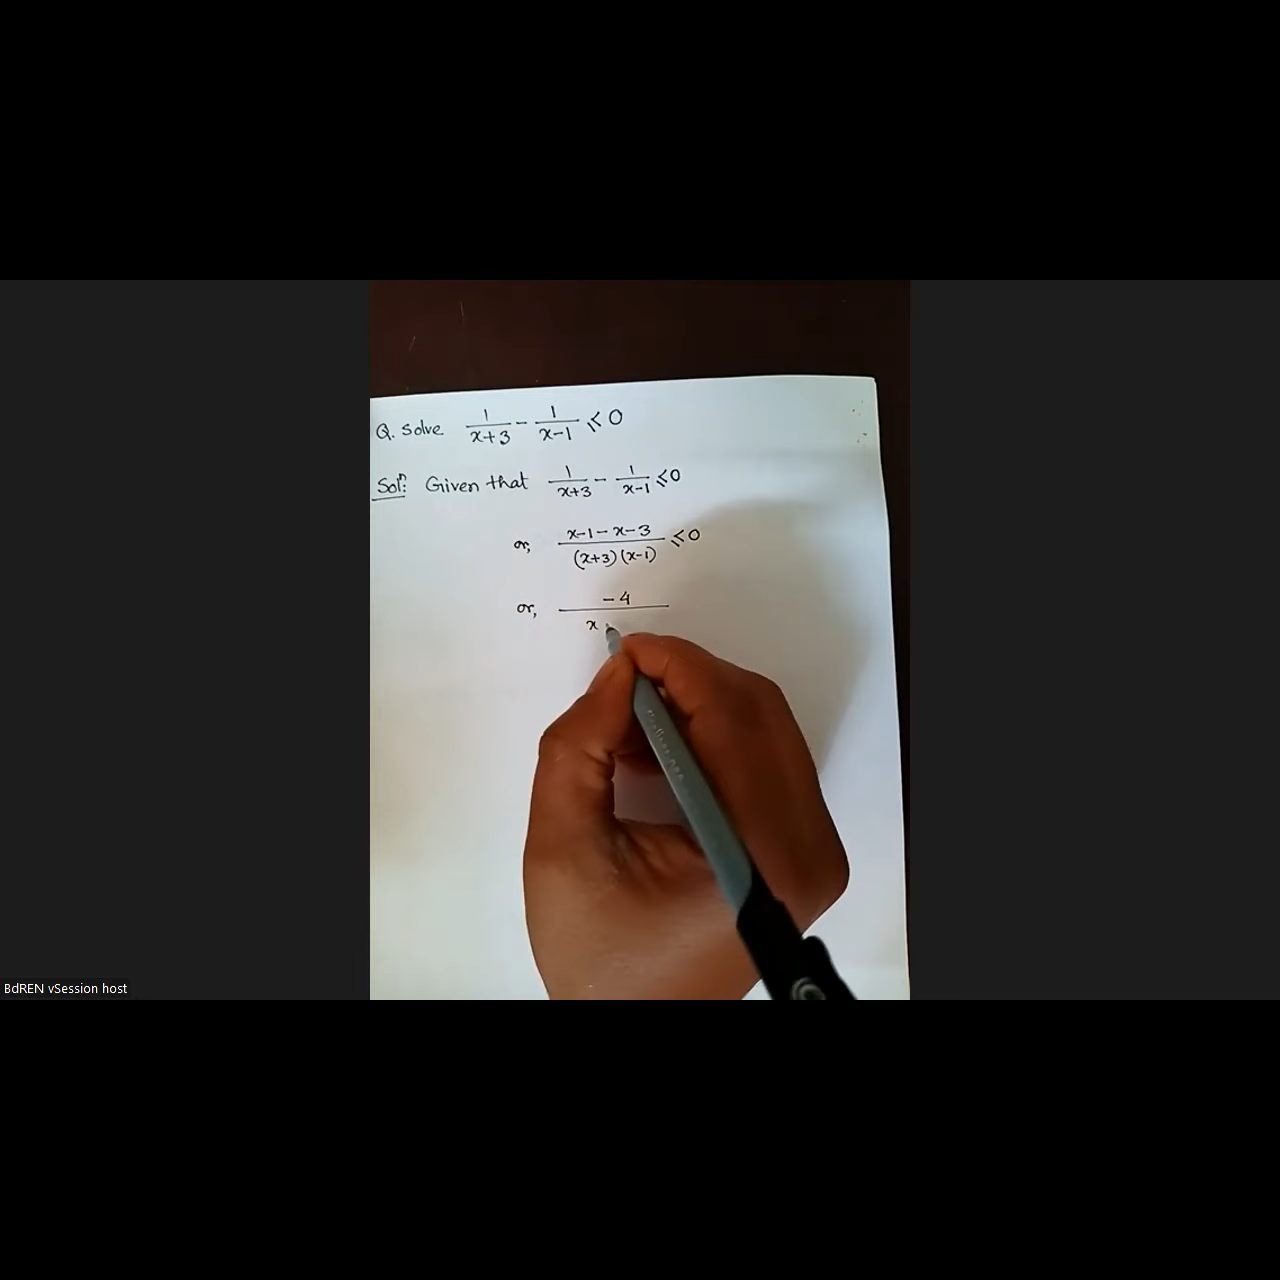 Q. Solve 1/(x+3) - 1/(x-1) ≤ 0
Solⁿ: Given that 1/(x+3) - 1/(x-1) ≤ 0
or, (x-1-x-3)/((x+3)(x-1)) ≤ 0
or, -4/x
BdREN vSession host